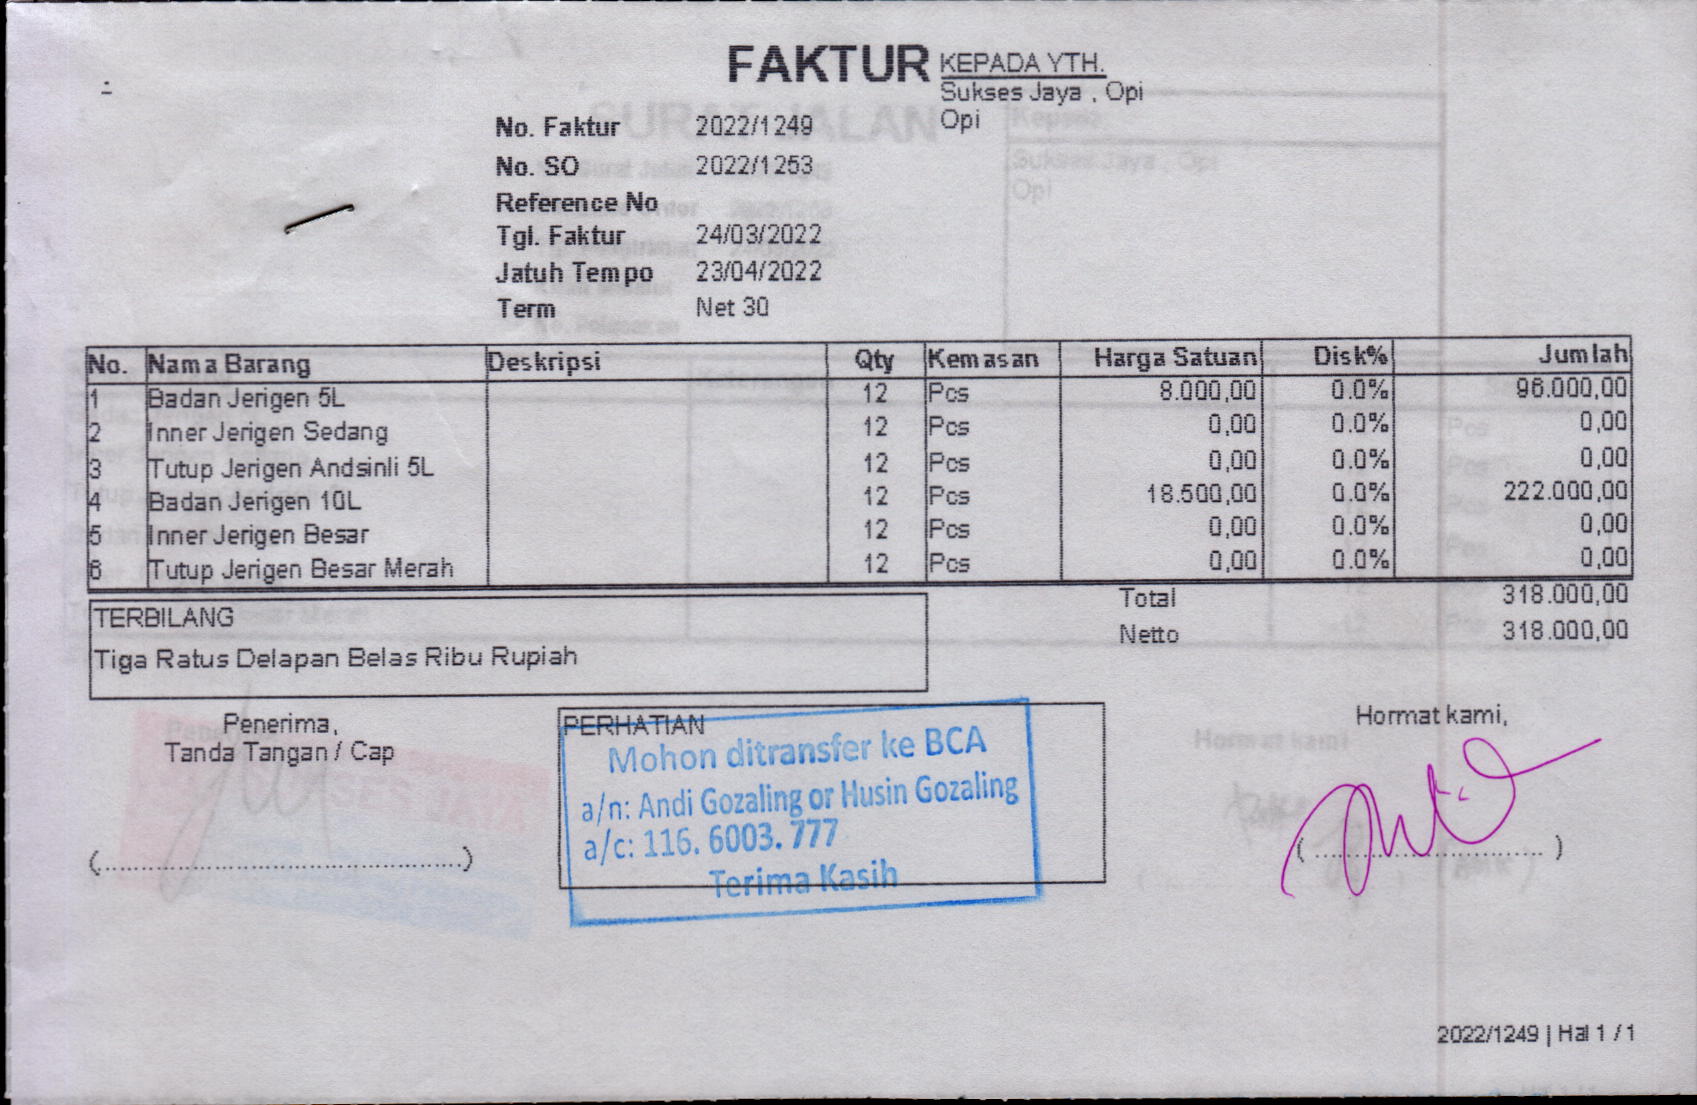 FAKTUR
KEPADA YTH.
Sukses Jaya , Opi
Opi
No. Faktur 2022/1249
No. SO 2022/1253
Reference No
Tgl. Faktur 24/03/2022
Jatuh Tempo 23/04/2022
Term Net 30
No. Nama Barang Deskripsi Qty Kemasan Harga Satuan Disk% Jumlah
1 Badan Jerigen 5L 12 Pcs 8.000,00 0.0% 96.000,00
2 Inner Jerigen Sedang 12 Pcs 0,00 0.0% 0,00
3 Tutup Jerigen Andsinli 5L 12 Pcs 0,00 0.0% 0,00
4 Badan Jerigen 10L 12 Pcs 18.500,00 0.0% 222.000,00
5 Inner Jerigen Besar 12 Pcs 0,00 0.0% 0,00
6 Tutup Jerigen Besar Merah 12 Pcs 0,00 0.0% 0,00
Total 318.000,00
Netto 318.000,00
TERBILANG
Tiga Ratus Delapan Belas Ribu Rupiah
Penerima,
Tanda Tangan / Cap
(................................................)
PERHATIAN
Mohon ditransfer ke BCA
a/n: Andi Gozaling or Husin Gozaling
a/c: 116. 6003. 777
Terima Kasih
Hormat kami,
( ............................... )
2022/1249 | Hal 1 / 1